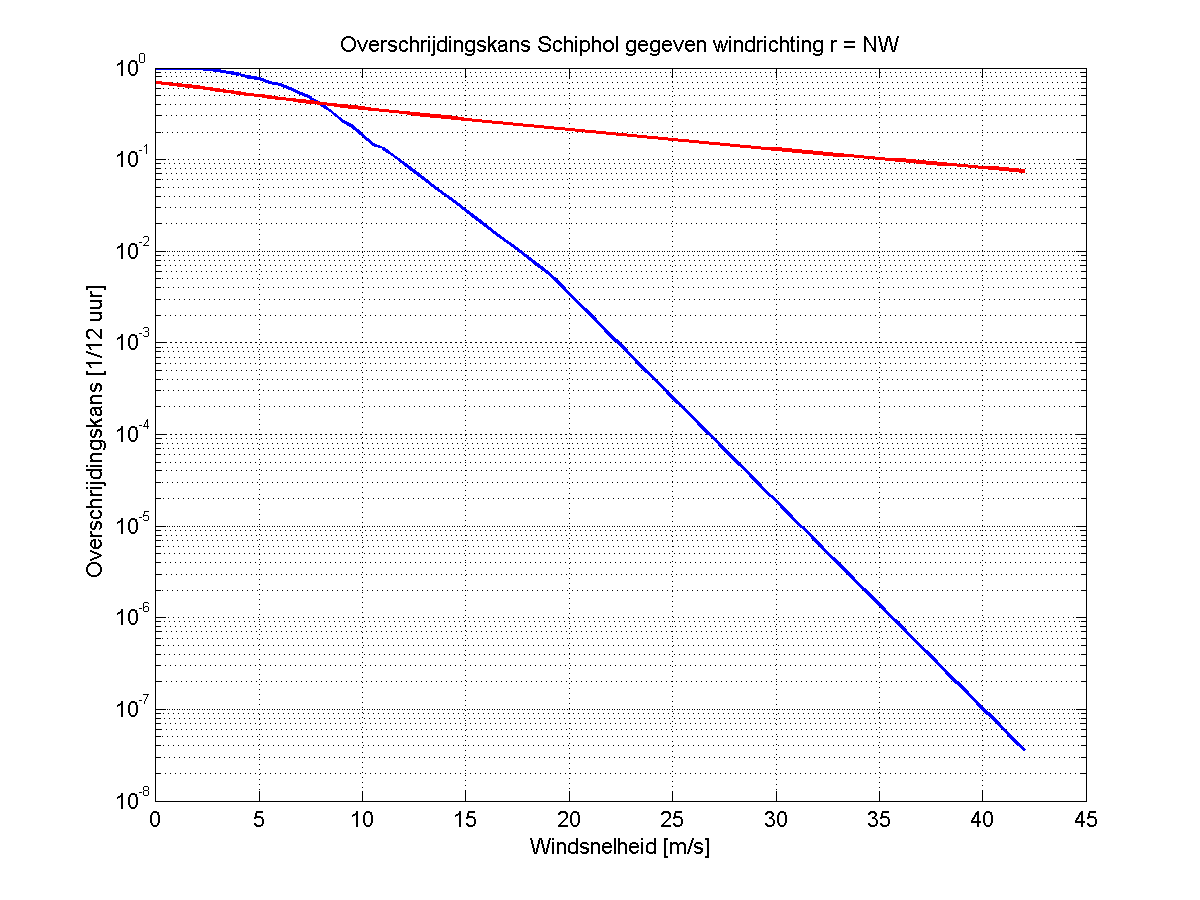 Overschrijdingskans Schiphol gegeven windrichting r = NW
Overschrijdingskans [1/12 uur]
10^0
10^-1
10^-2
10^-3
10^-4
10^-5
10^-6
10^-7
10^-8
0 5 10 15 20 25 30 35 40 45
Windsnelheid [m/s]